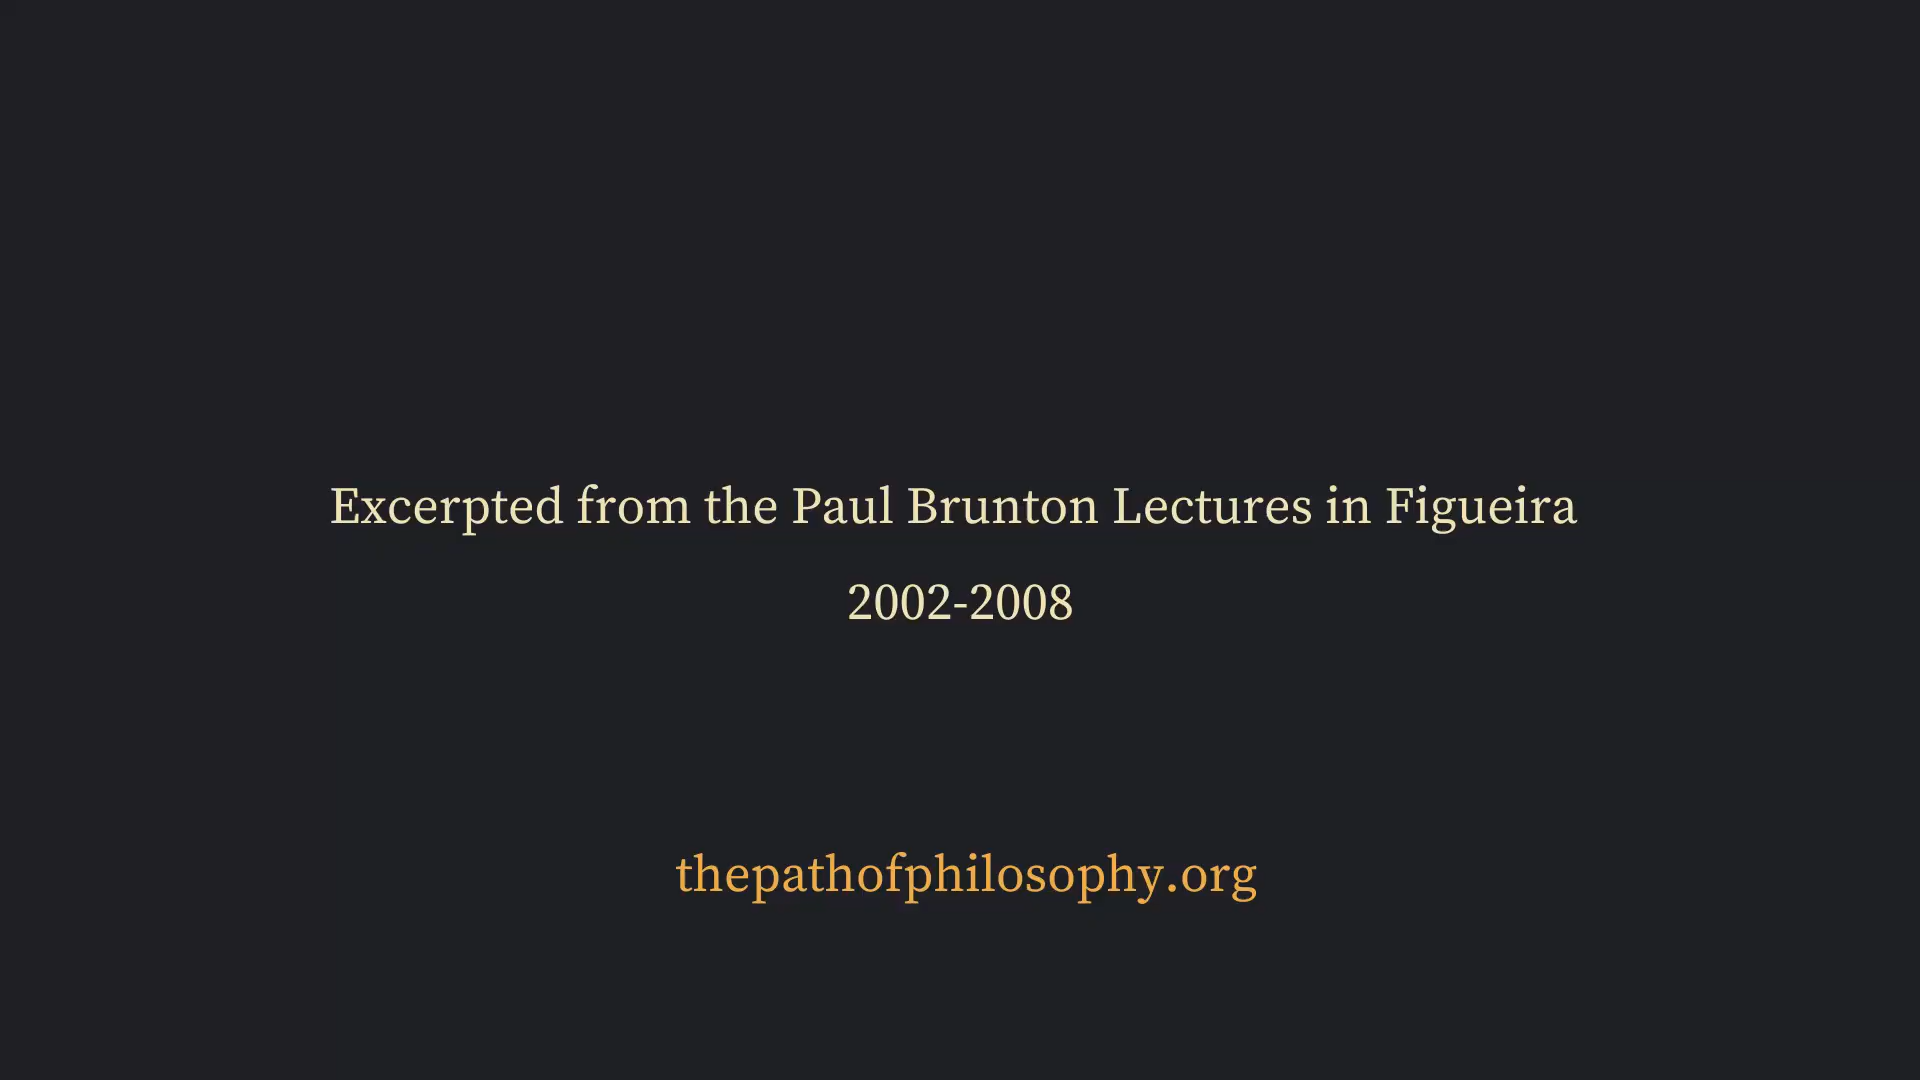 Excerpted from the Paul Brunton Lectures in Figueira
2002-2008
thepathofphilosophy.org